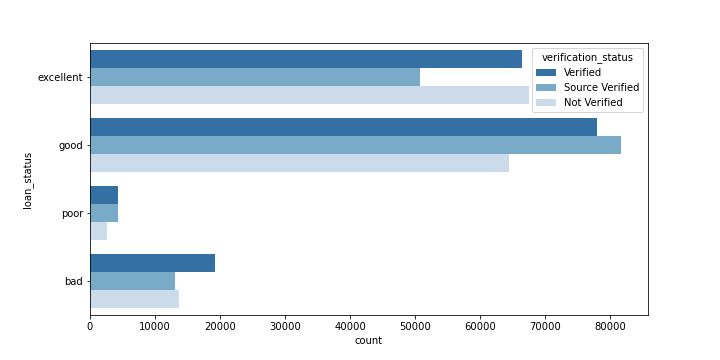 verification_status
Verified
Source Verified
Not Verified
excellent
good
poor
bad
loan_status
0 10000 20000 30000 40000 50000 60000 70000 80000
count